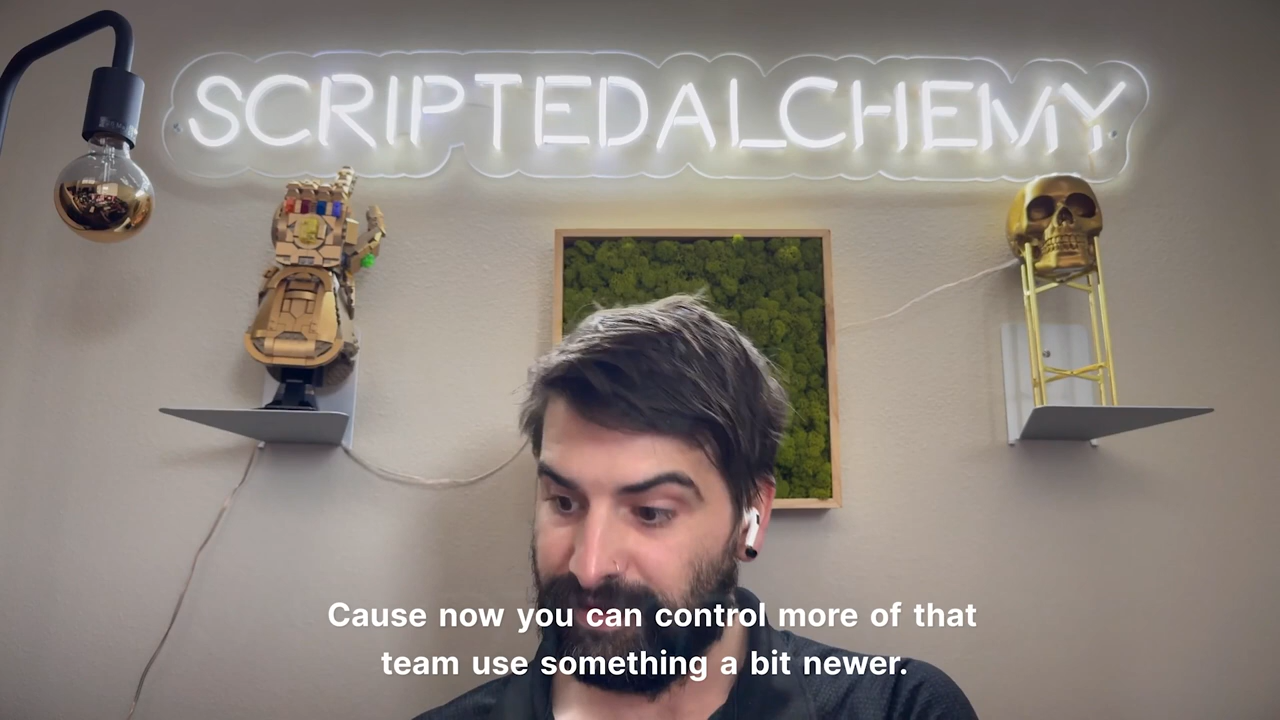 SCRIPTEDALCHEMY
Cause now you can control more of that
team use something a bit newer.